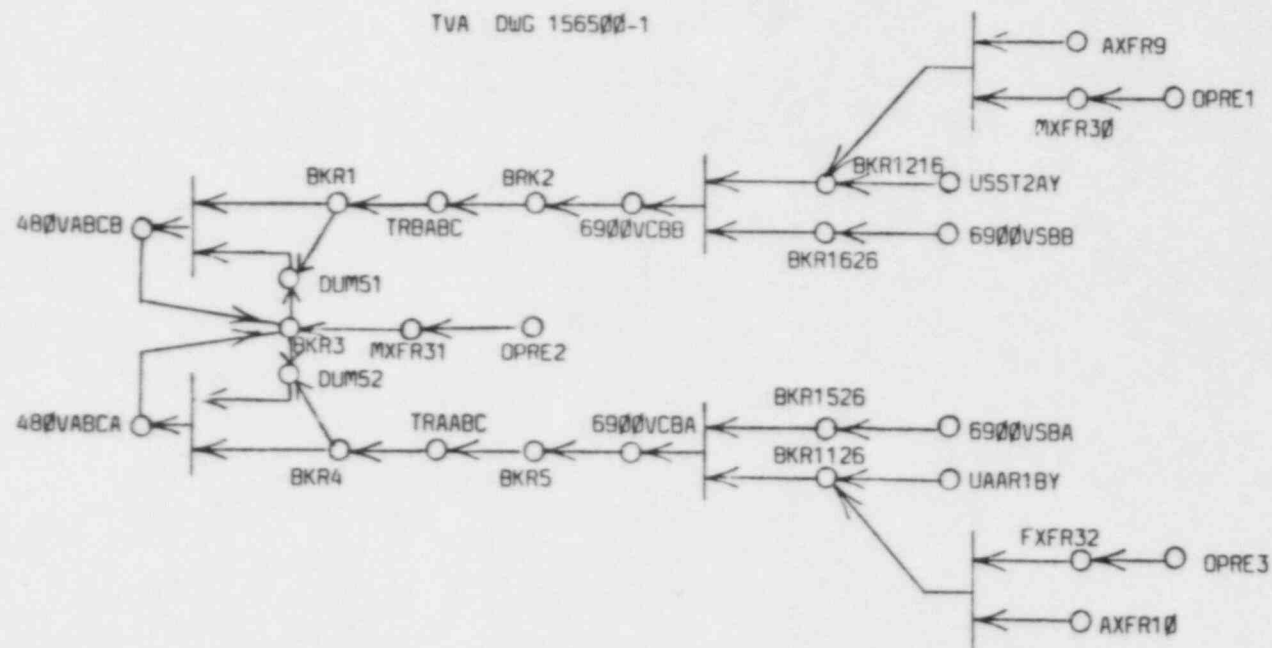 TVA DWG 1565ØØ-1
AXFR9
OPRE1
MXFR3Ø
BKR1
BRK2
BKR1216
USST2AY
48ØVABCB
TRBABC
69ØØVCBB
69ØØVSBB
BKR1626
DUM51
BKR3
MXFR31
OPRE2
DUM52
BKR1526
48ØVABCA
TRAABC
69ØØVCBA
69ØØVSBA
BKR1126
BKR4
BKR5
UAAR1BY
FXFR32
OPRE3
AXFR1Ø